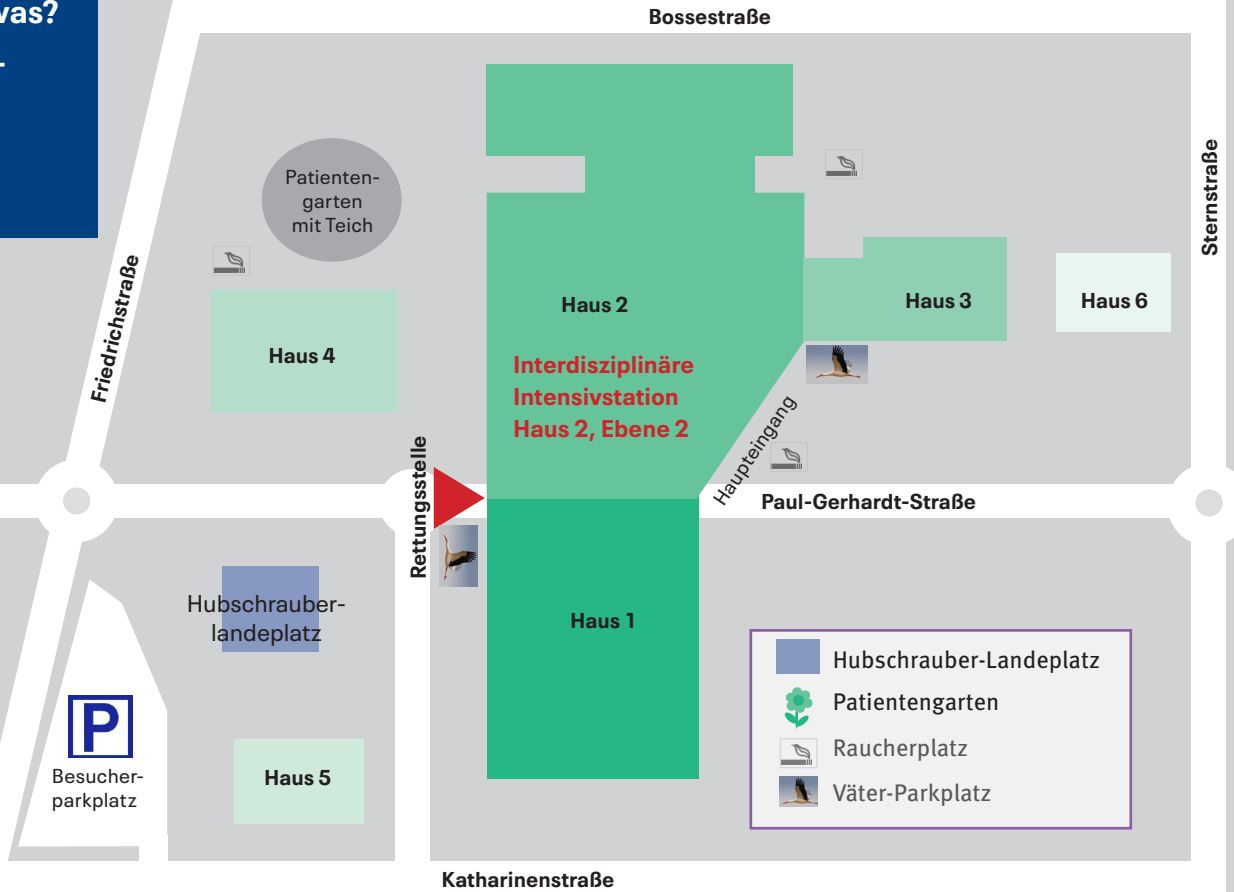 was?
Bossestraße
Sternstraße
Friedrichstraße
Patienten-
garten
mit Teich
Haus 2
Haus 3
Haus 6
Haus 4
Interdisziplinäre
Intensivstation
Haus 2, Ebene 2
Haupteingang
Rettungsstelle
Paul-Gerhardt-Straße
Hubschrauber-
landeplatz
Haus 1
P
Besucher-
parkplatz
Haus 5
Hubschrauber-Landeplatz
Patientengarten
Raucherplatz
Väter-Parkplatz
Katharinenstraße